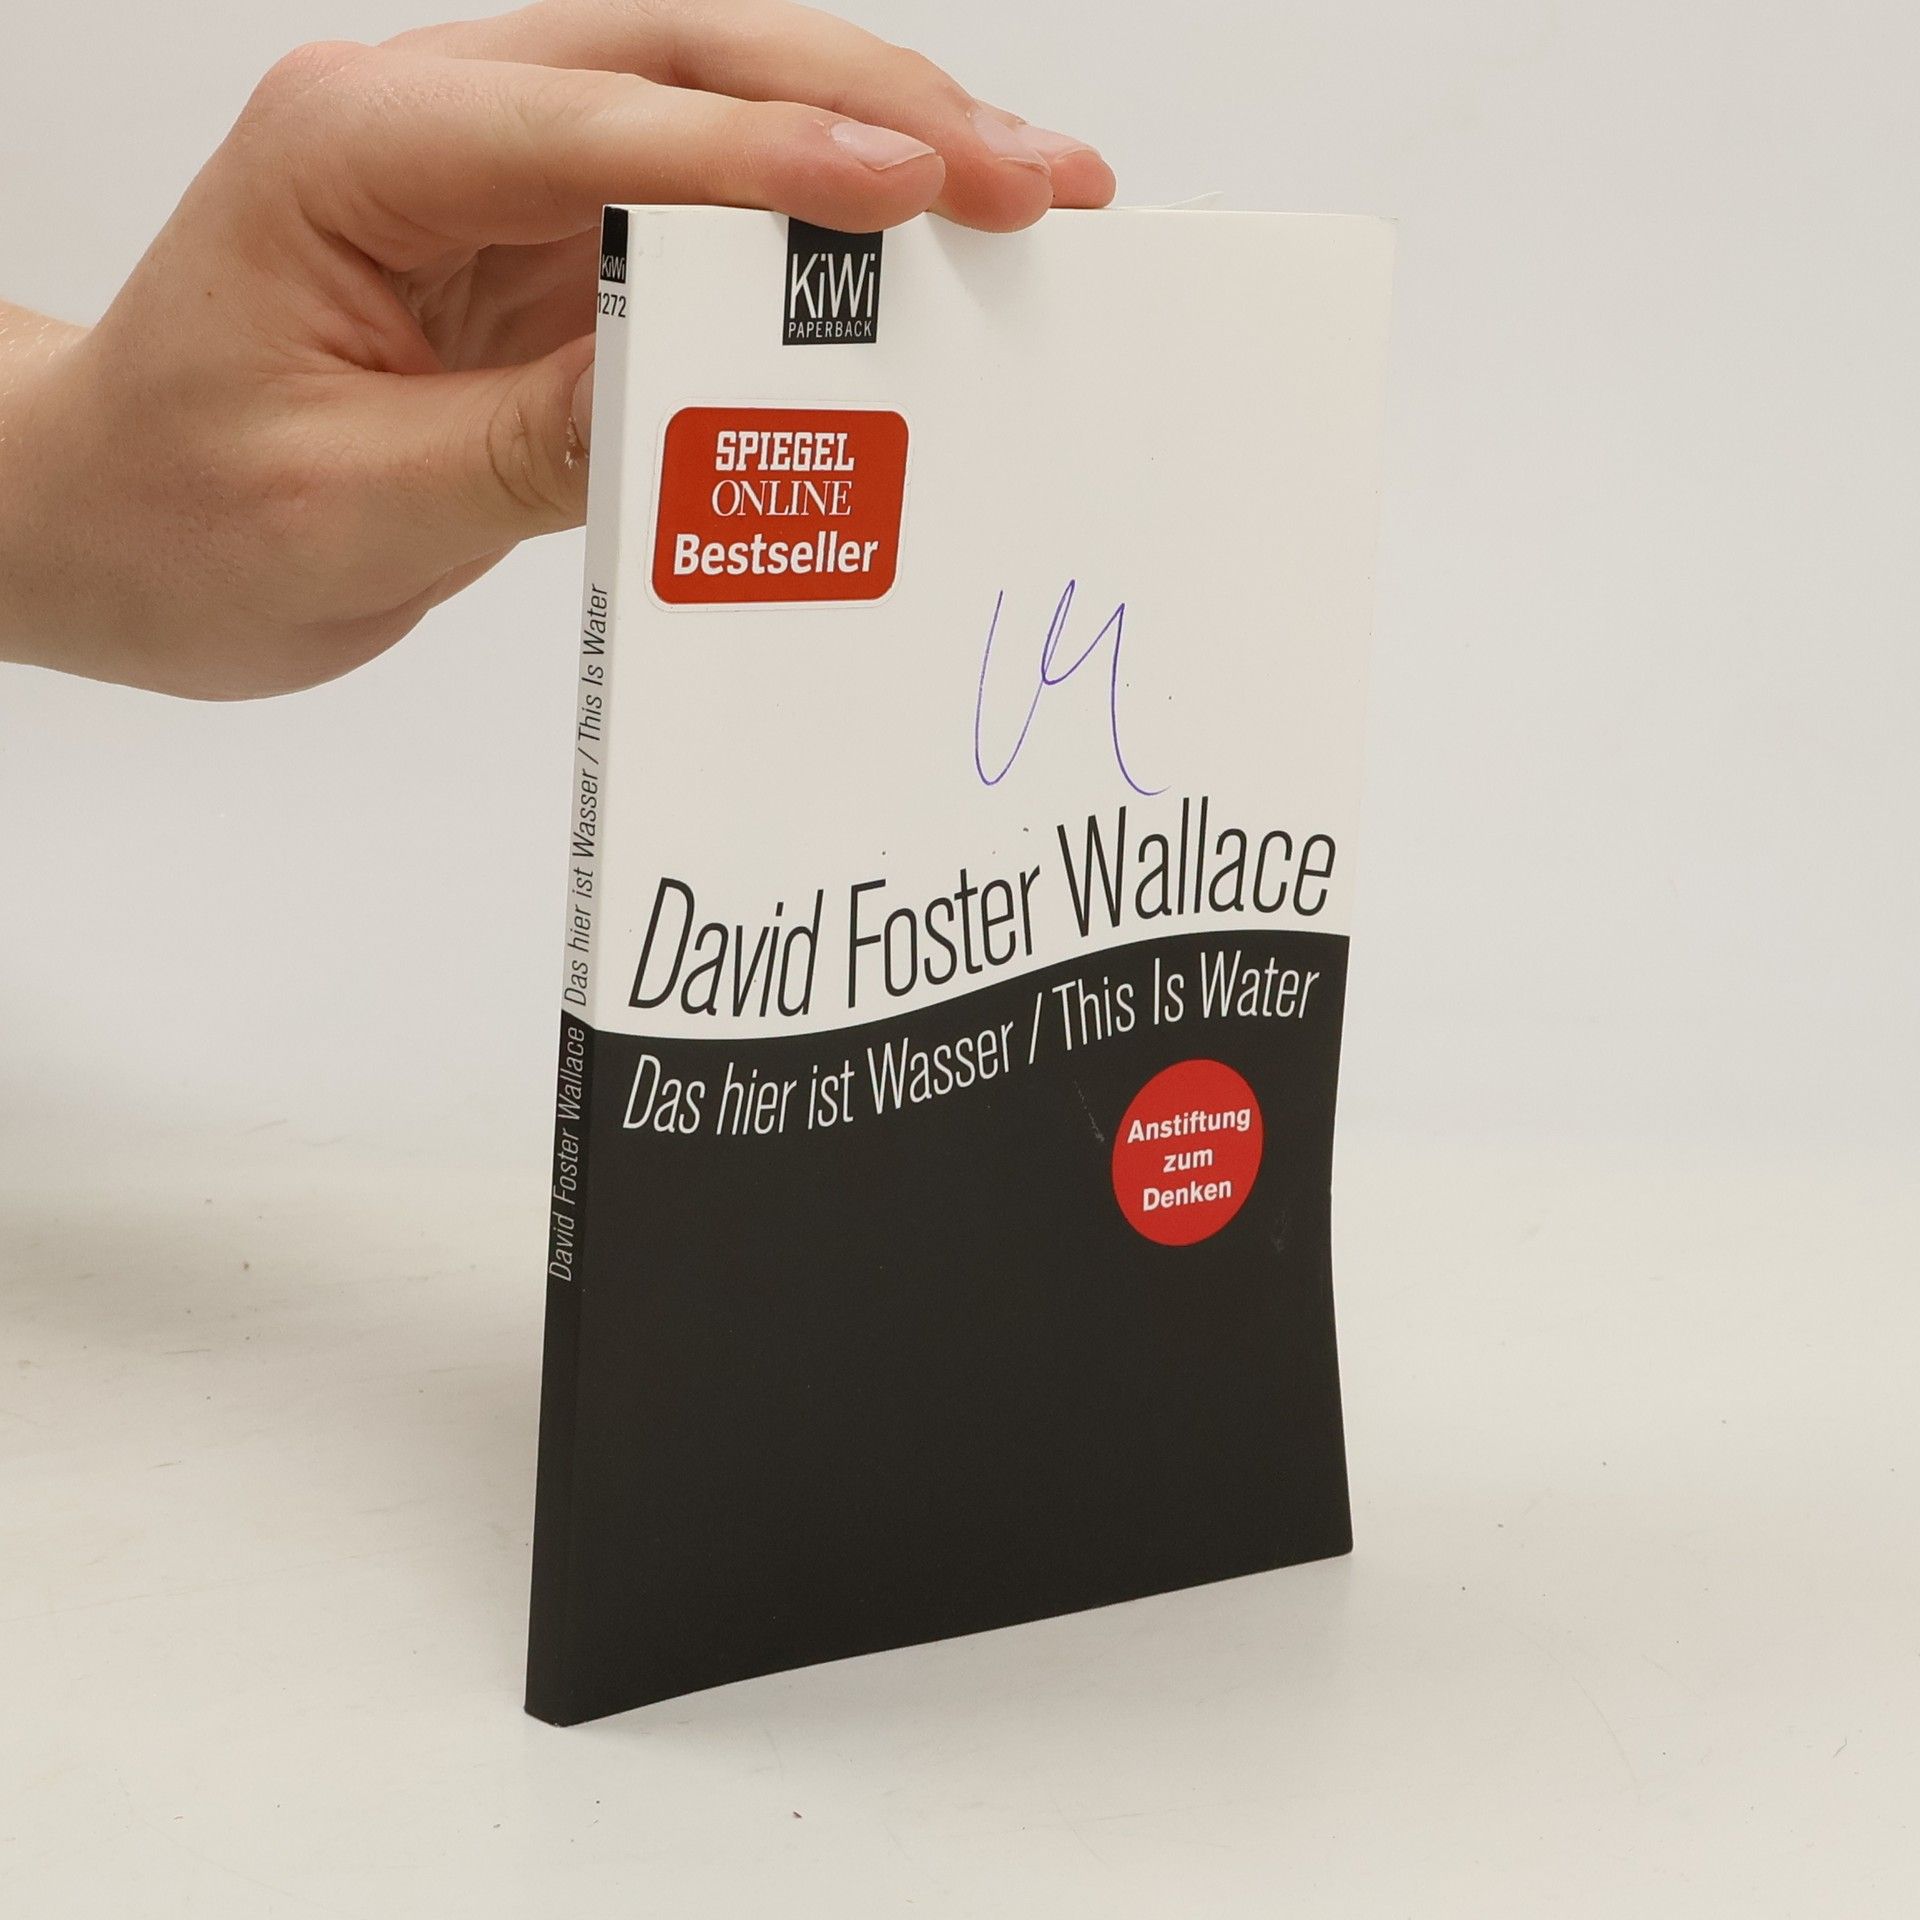 KiWi
PAPERBACK
SPIEGEL
ONLINE
Bestseller
David Foster Wallace
Das hier ist Wasser / This Is Water
Anstiftung
zum
Denken
KiWi
1272
David Foster Wallace Das hier ist Wasser / This Is Water